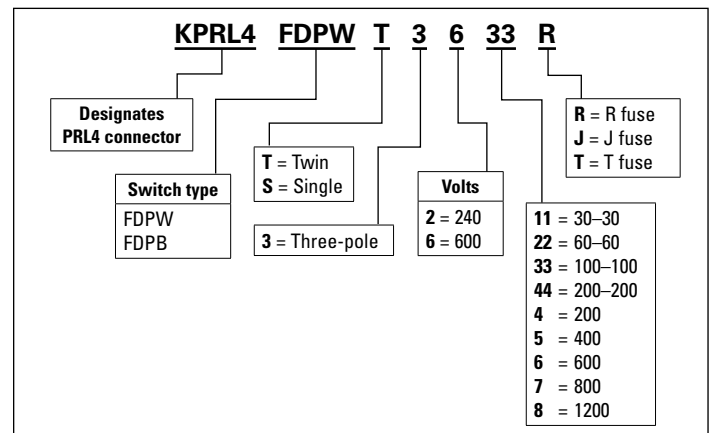 KPRL4 FDPW T 3 6 33 R
Designates
PRL4 connector
Switch type
FDPW
FDPB
T = Twin
S = Single
3 = Three-pole
Volts
2 = 240
6 = 600
R = R fuse
J = J fuse
T = T fuse
11 = 30–30
22 = 60–60
33 = 100–100
44 = 200–200
4 = 200
5 = 400
6 = 600
7 = 800
8 = 1200